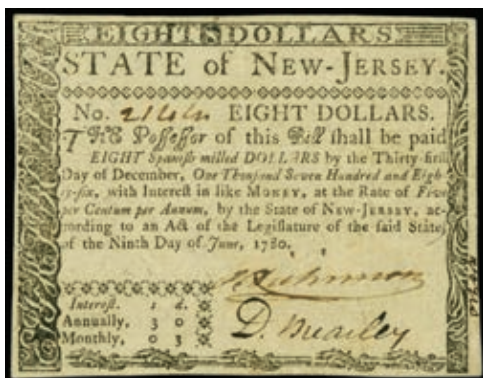 EIGHT DOLLARS
STATE of NEW-JERSEY.
No. EIGHT DOLLARS.
THE Poſſeſſor of this Bill ſhall be paid
EIGHT Spaniſh milled DOLLARS by the Thirty-firſt
Day of December, One Thouſand Seven Hundred and Eigh-
ty-ſix, with Intereſt in like MONEY, at the Rate of Five
per Centum per Annum, by the State of NEW-JERSEY, ac-
cording to an Act of the Legiſlature of the ſaid State,
of the Ninth Day of June, 1780.
Intereſt. s d.
Annually, 3 0
Monthly, 0 3
D. Brearley